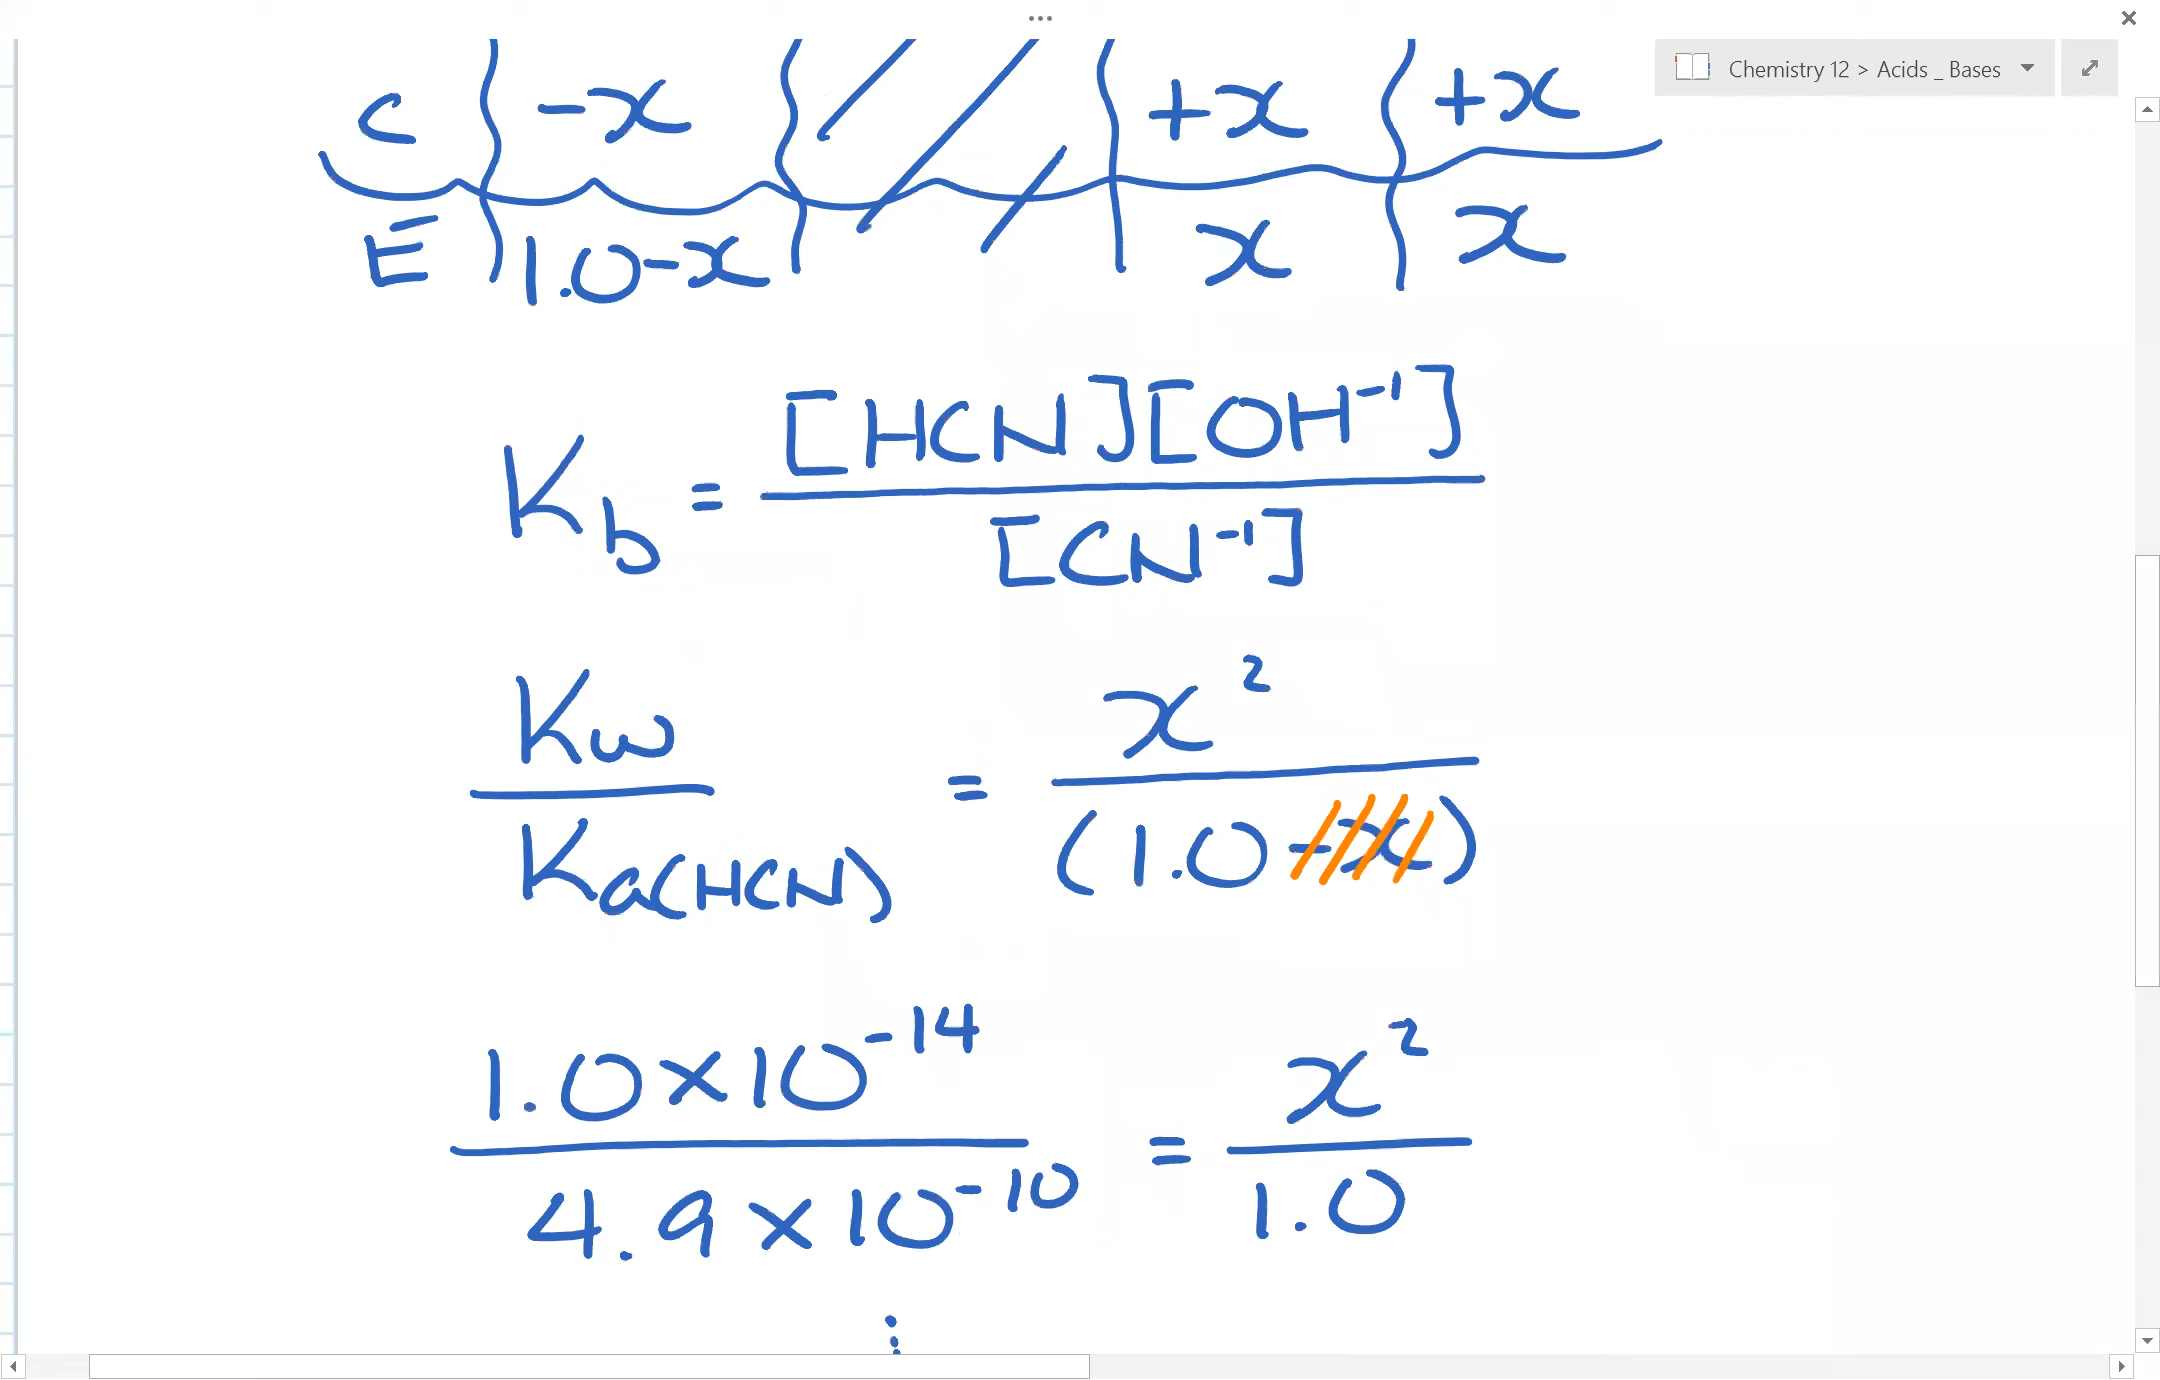 Chemistry 12 > Acids _ Bases
C -x +x +x
E 1.0-x x x
K_b = [HCN][OH⁻¹] / [CN⁻¹]
Kw / Ka(HCN) = x² / (1.0-x)
1.0×10⁻¹⁴ / 4.9×10⁻¹⁰ = x² / 1.0